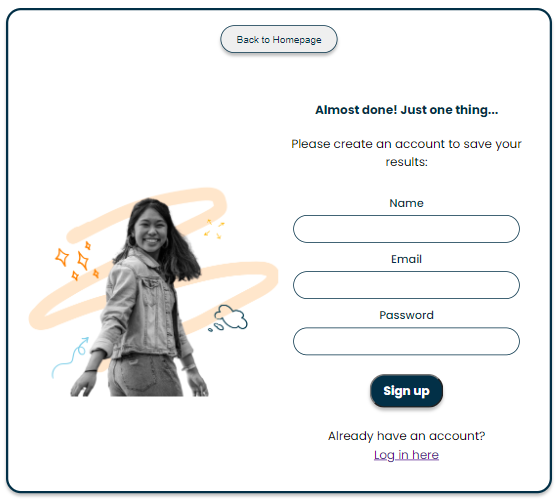 Back to Homepage
Almost done! Just one thing...
Please create an account to save your
results:
Name
Email
Password
Sign up
Already have an account?
Log in here